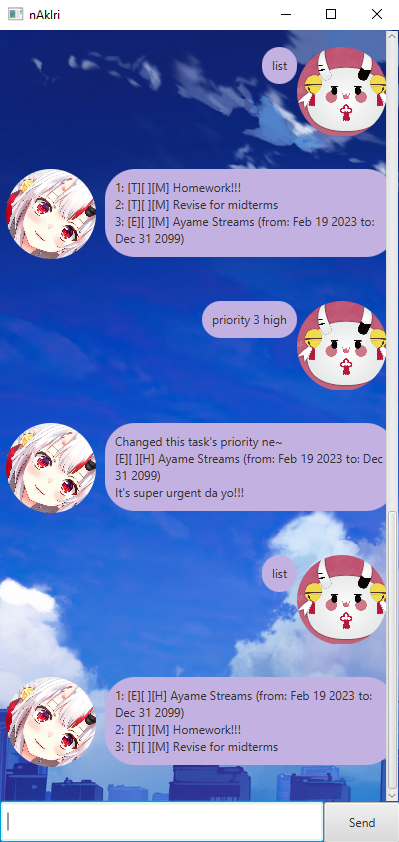 nAkIri
list
1: [T][ ][M] Homework!!!
2: [T][ ][M] Revise for midterms
3: [E][ ][M] Ayame Streams (from: Feb 19 2023 to:
Dec 31 2099)
priority 3 high
Changed this task's priority ne~
[E][ ][H] Ayame Streams (from: Feb 19 2023 to: Dec
31 2099)
It's super urgent da yo!!!
list
1: [E][ ][H] Ayame Streams (from: Feb 19 2023 to:
Dec 31 2099)
2: [T][ ][M] Homework!!!
3: [T][ ][M] Revise for midterms
Send